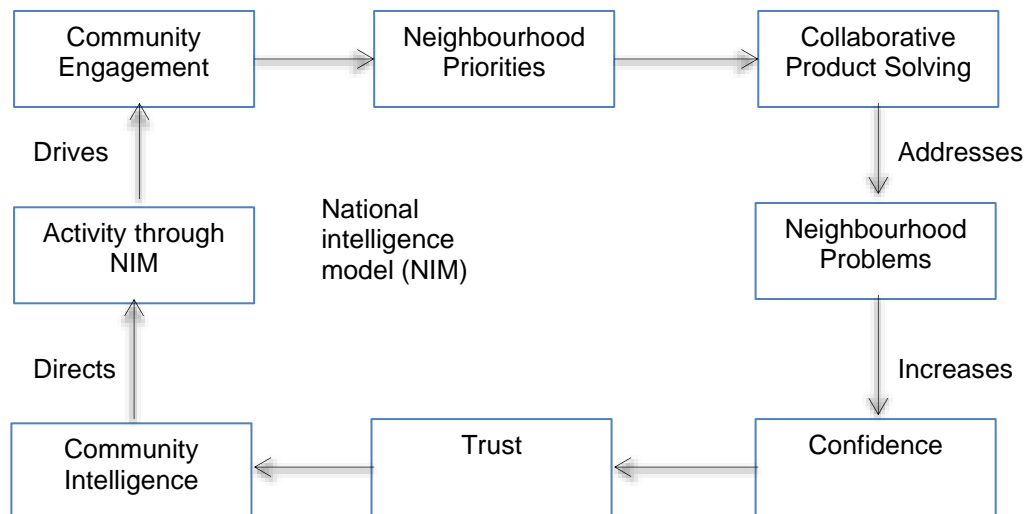 Community
Engagement
Neighbourhood
Priorities
Collaborative
Product Solving
Drives
Addresses
Activity through
NIM
National
intelligence
model (NIM)
Neighbourhood
Problems
Directs
Increases
Community
Intelligence
Trust
Confidence